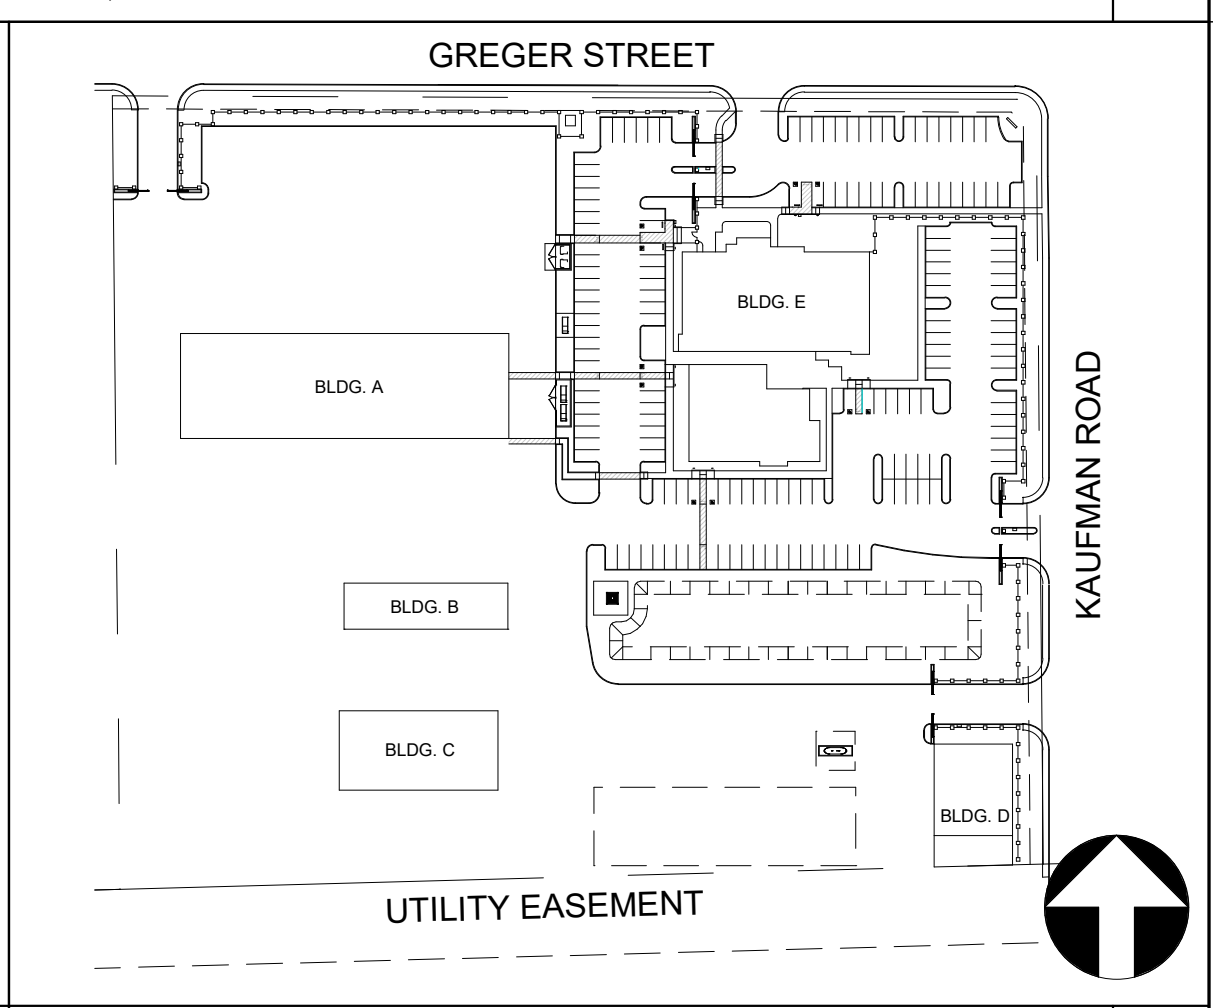 GREGER STREET
BLDG. E
BLDG. A
KAUFMAN ROAD
BLDG. B
BLDG. C
BLDG. D
UTILITY EASEMENT